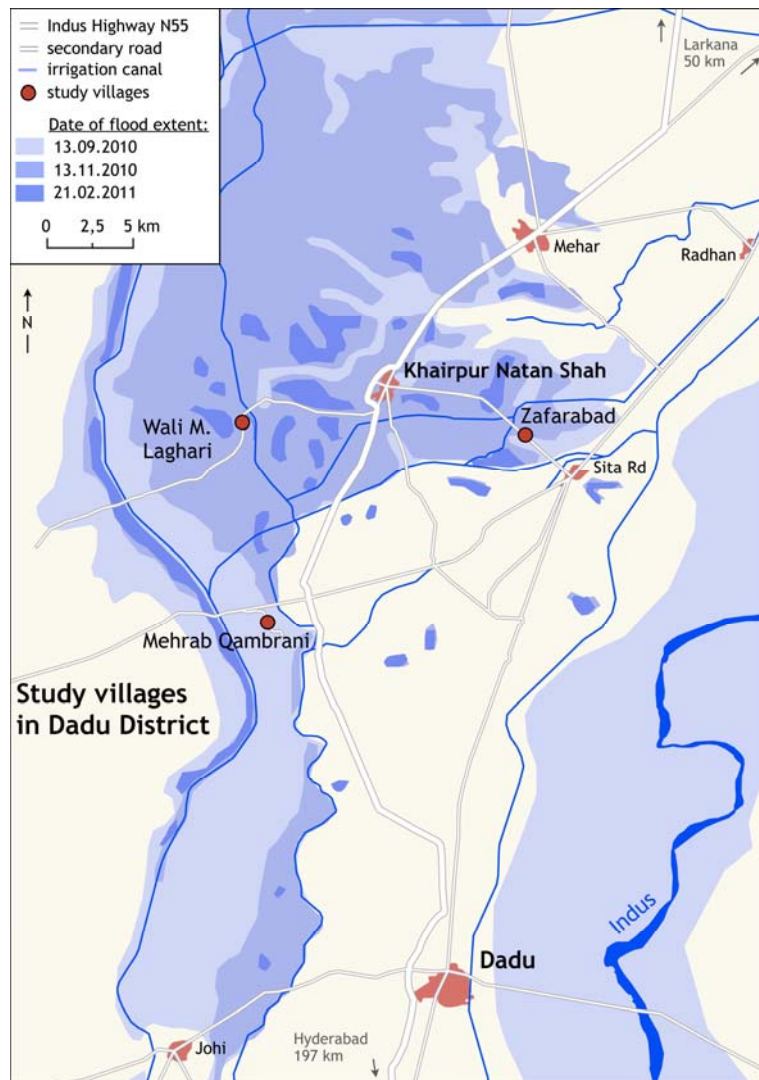 Indus Highway N55
secondary road
irrigation canal
study villages
Date of flood extent:
13.09.2010
13.11.2010
21.02.2011
0 2,5 5 km
N
Larkana
50 km
Mehar
Radhan
Khairpur Natan Shah
Wali M.
Laghari
Zafarabad
Sita Rd
Mehrab Qambrani
Study villages
in Dadu District
Indus
Dadu
Hyderabad
197 km
Johi